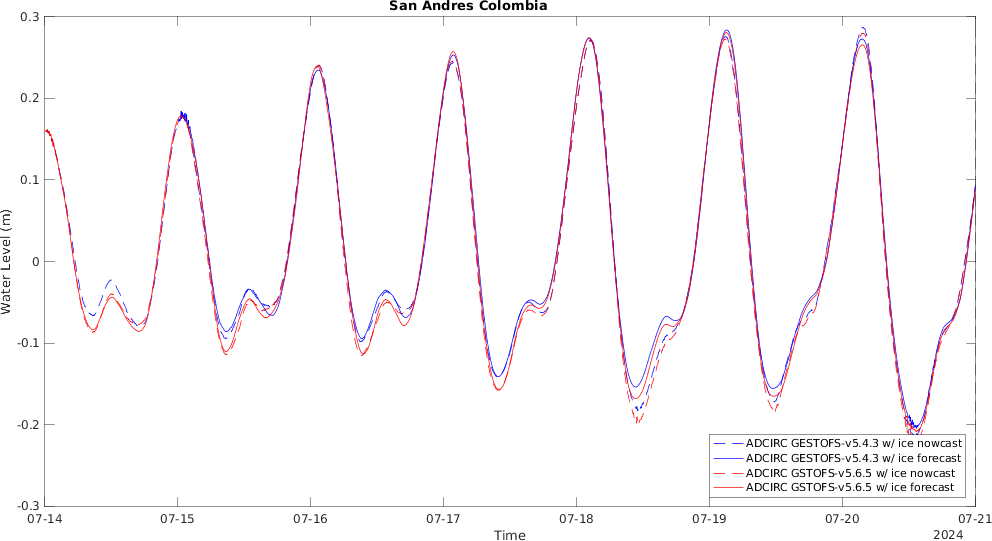 San Andres Colombia
0.3
0.2
0.1
0
-0.1
-0.2
-0.3
Water Level (m)
ADCIRC GESTOFS-v5.4.3 w/ ice nowcast
ADCIRC GESTOFS-v5.4.3 w/ ice forecast
ADCIRC GSTOFS-v5.6.5 w/ ice nowcast
ADCIRC GSTOFS-v5.6.5 w/ ice forecast
07-14 07-15 07-16 07-17 07-18 07-19 07-20 07-21
Time
2024